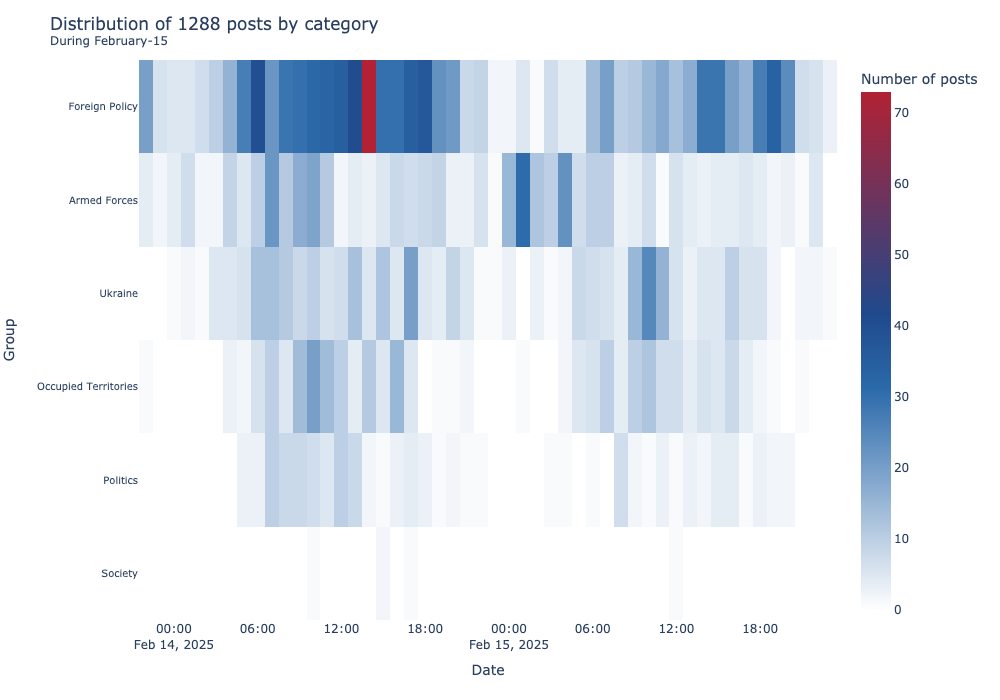 Distribution of 1288 posts by category
During February-15
Number of posts
70
60
50
40
30
20
10
0
Group
Foreign Policy
Armed Forces
Ukraine
Occupied Territories
Politics
Society
00:00 06:00 12:00 18:00 00:00 06:00 12:00 18:00
Feb 14, 2025 Feb 15, 2025
Date